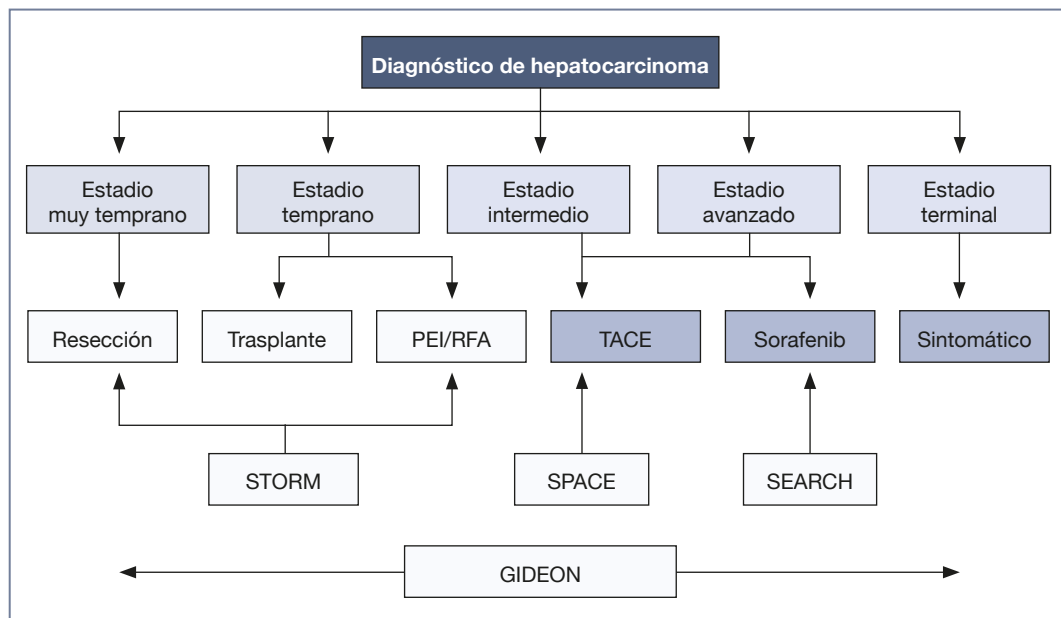 Diagnóstico de hepatocarcinoma
Estadio
muy temprano
Estadio
temprano
Estadio
intermedio
Estadio
avanzado
Estadio
terminal
Resección
Trasplante
PEI/RFA
TACE
Sorafenib
Sintomático
STORM
SPACE
SEARCH
GIDEON